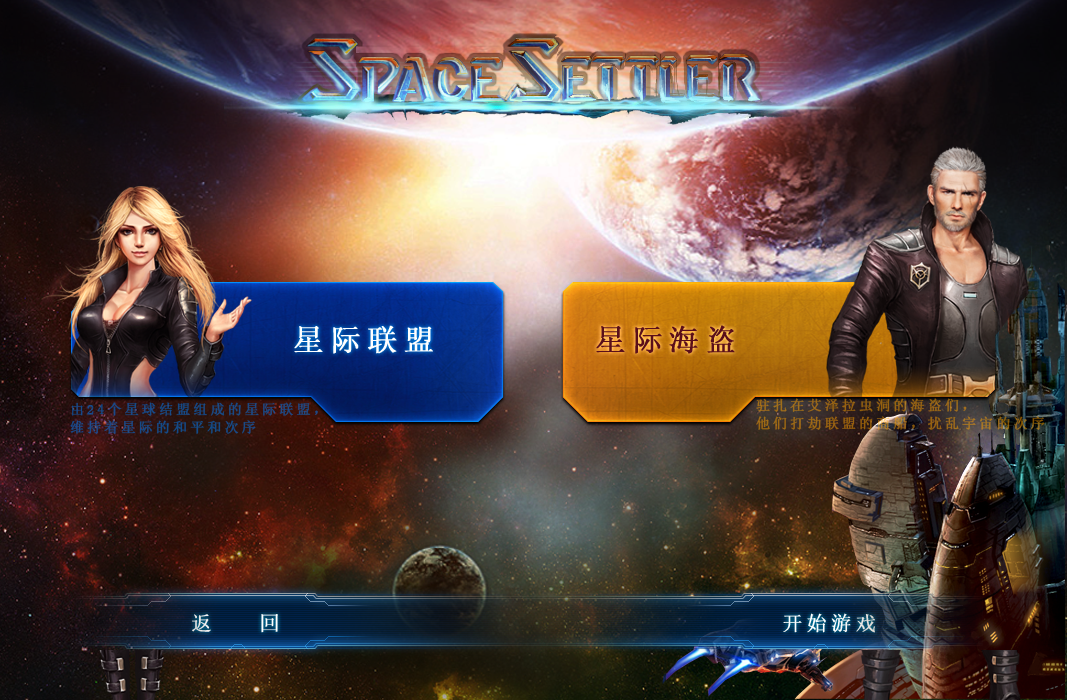 SPACE SETTLER
星际联盟
星际海盗
由24个星球结盟组成的星际联盟,
维持着星际的和平和次序
驻扎在艾泽拉虫洞的海盗们,
他们打劫联盟的商船, 扰乱宇宙的次序
返 回
开始游戏